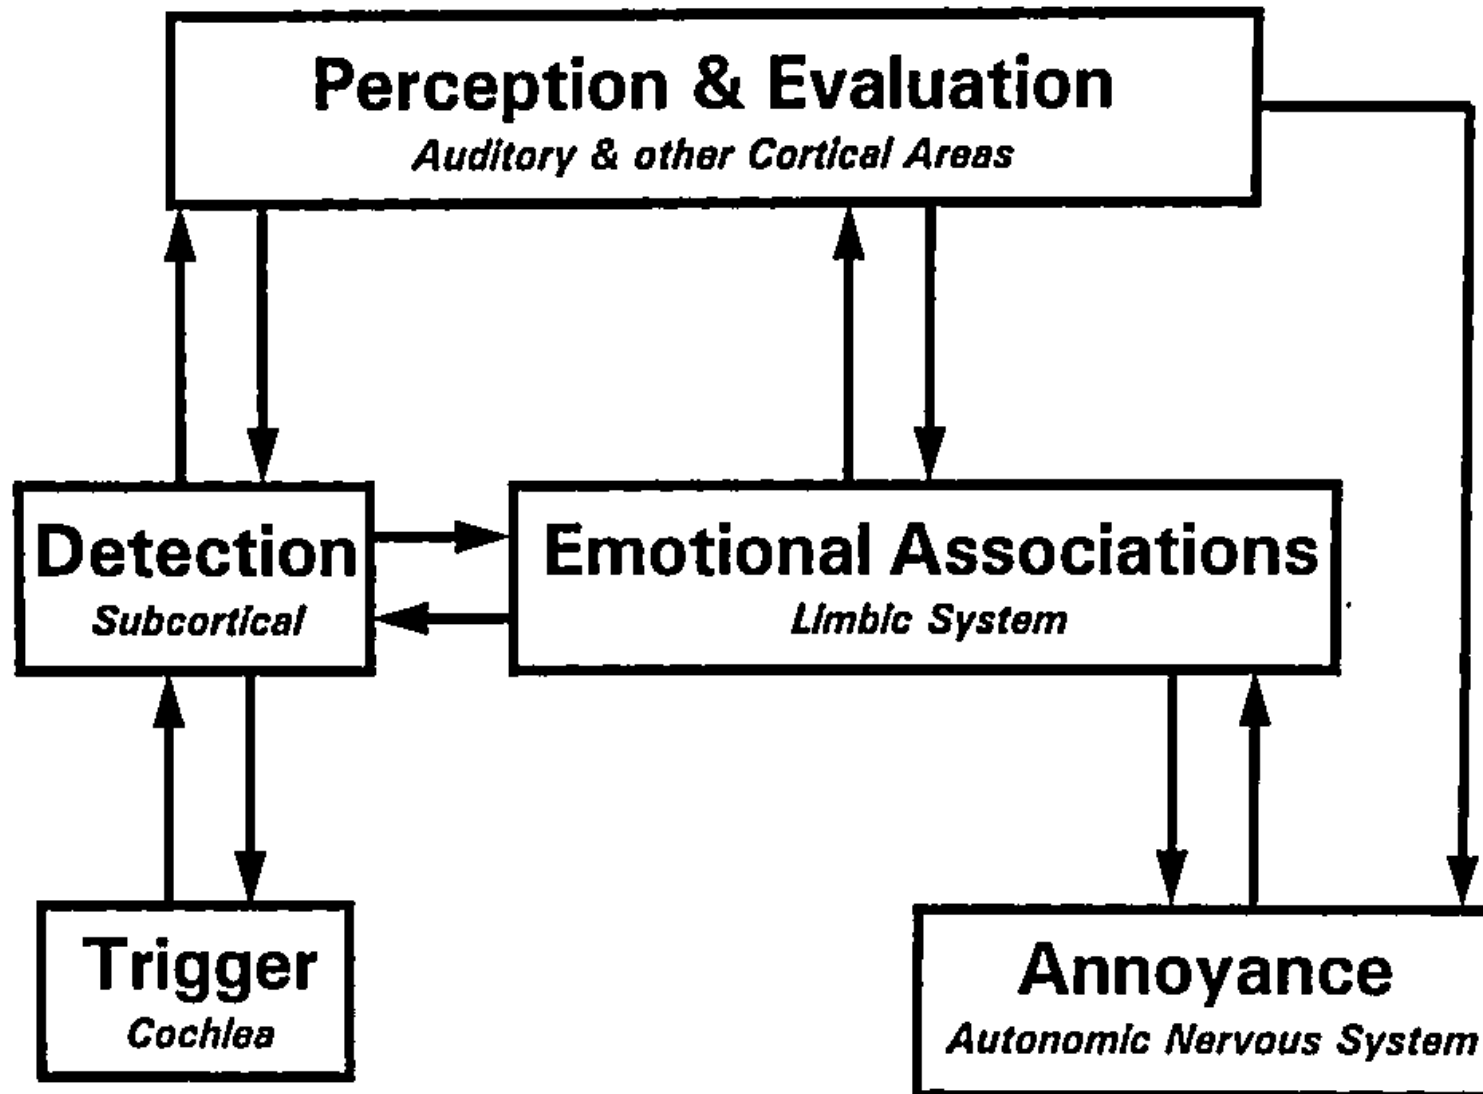 Perception & Evaluation
Auditory & other Cortical Areas
Detection
Subcortical
Emotional Associations
Limbic System
Trigger
Cochlea
Annoyance
Autonomic Nervous System